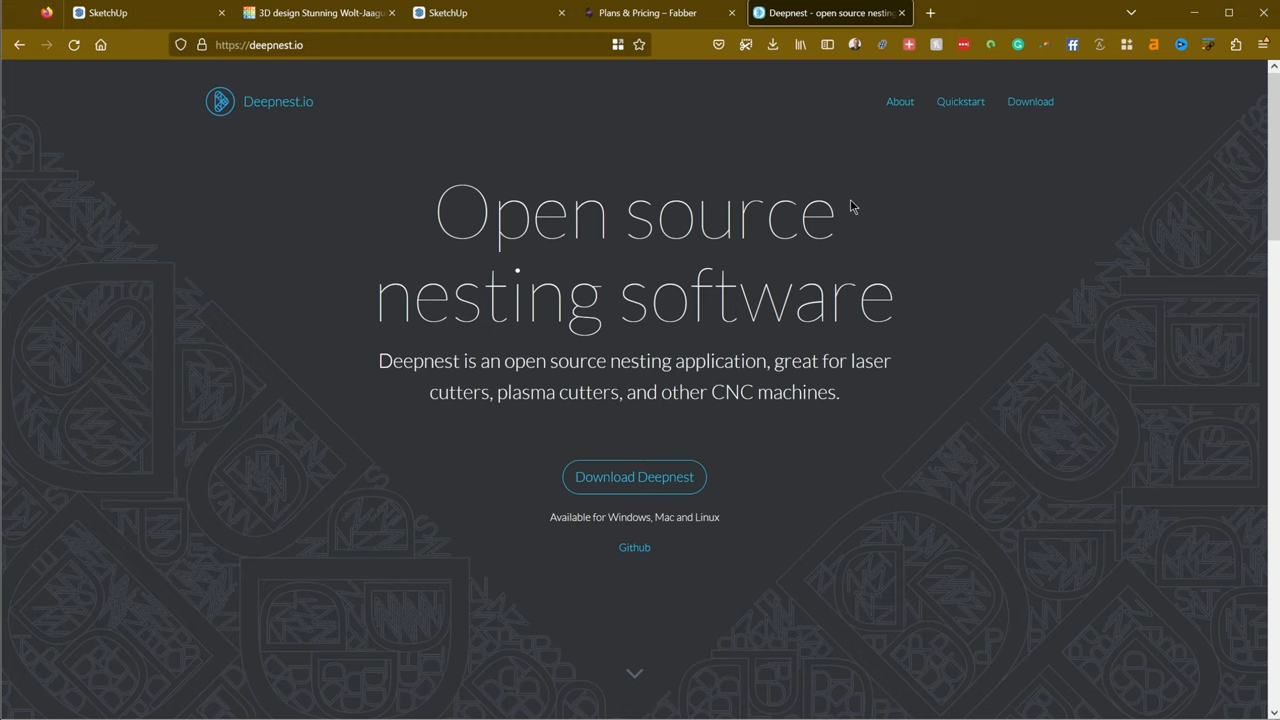 SketchUp
3D design Stunning Wolt-Jaagu
SketchUp
Plans & Pricing – Fabber
Deepnest - open source nesting
https://deepnest.io
Deepnest.io
About
Quickstart
Download
Open source
nesting software
Deepnest is an open source nesting application, great for laser
cutters, plasma cutters, and other CNC machines.
Download Deepnest
Available for Windows, Mac and Linux
Github